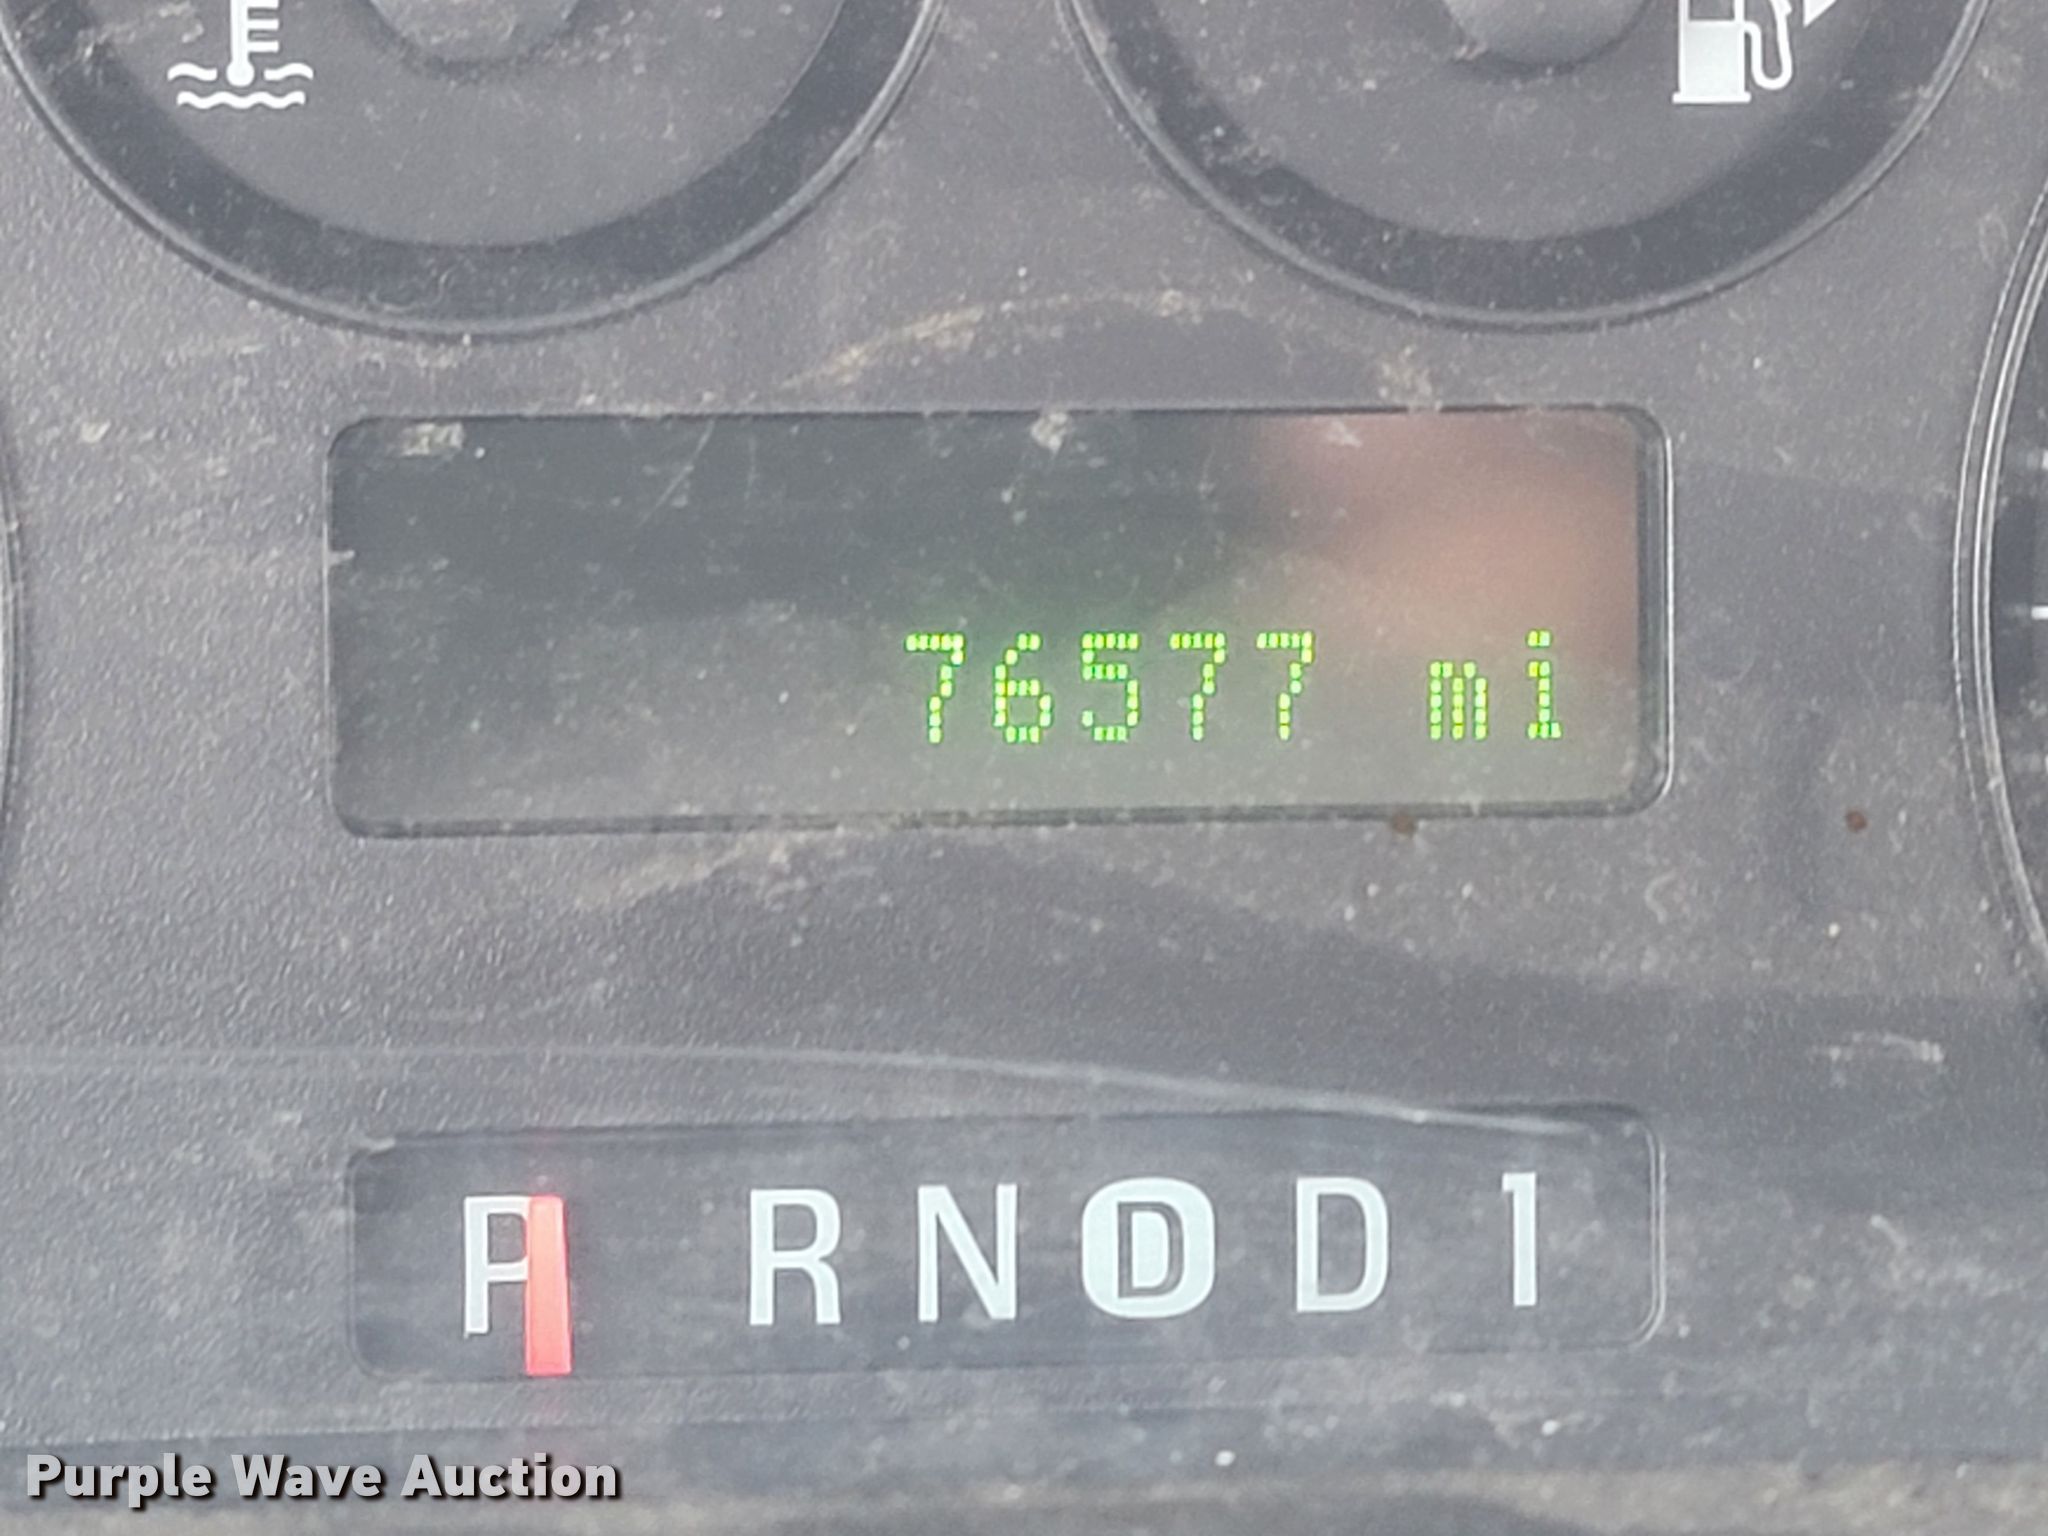 76577 mi
P R N D D 1
Purple Wave Auction